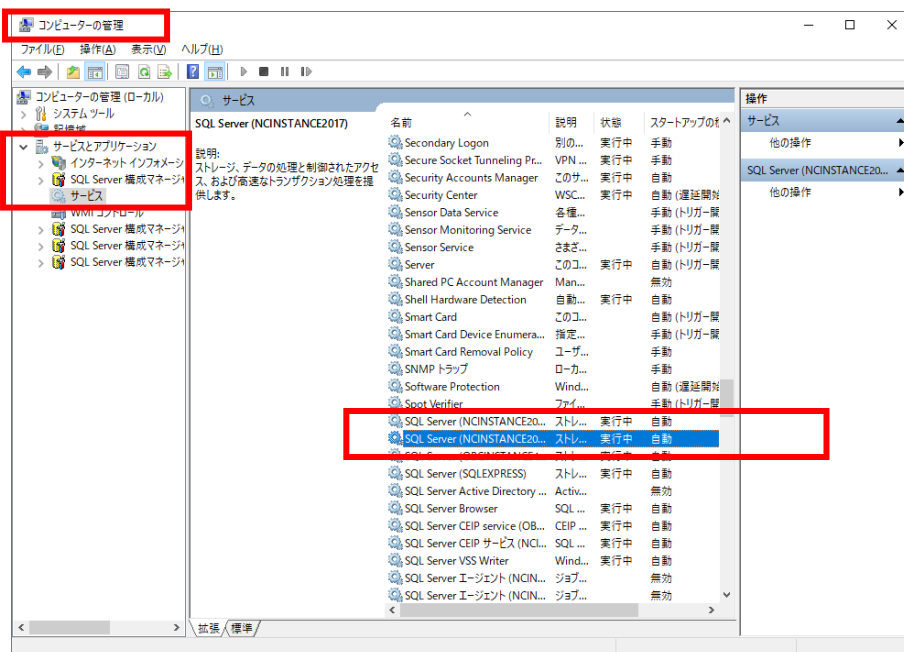 コンピューターの管理
ファイル(F) 操作(A) 表示(V) ヘルプ(H)
コンピューターの管理 (ローカル)
システム ツール
記憶域
サービスとアプリケーション
インターネット インフォメーシ
SQL Server 構成マネージャ
サービス
WMI コントロール
SQL Server 構成マネージャ
SQL Server 構成マネージャ
SQL Server 構成マネージャ
サービス
SQL Server (NCINSTANCE2017)
説明:
ストレージ、データの処理と制御されたアクセ
ス、および高速なトランザクション処理を提
供します。
名前 説明 状態 スタートアップの種
Secondary Logon 別の... 実行中 手動
Secure Socket Tunneling Pr... VPN ... 実行中 手動
Security Accounts Manager このサ... 実行中 自動
Security Center WSC... 実行中 自動 (遅延開始
Sensor Data Service 各種... 手動 (トリガー開
Sensor Monitoring Service データ... 手動 (トリガー開
Sensor Service さまざ... 手動 (トリガー開
Server このコ... 実行中 自動 (トリガー開
Shared PC Account Manager Man... 無効
Shell Hardware Detection 自動... 実行中 自動
Smart Card このコ... 自動 (トリガー開
Smart Card Device Enumera... 指定... 手動 (トリガー開
Smart Card Removal Policy ユーザ... 手動
SNMP トラップ ローカ... 手動
Software Protection Wind... 自動 (遅延開始
Spot Verifier ファイ... 手動 (トリガー開
SQL Server (NCINSTANCE20... ストレ... 実行中 自動
SQL Server (NCINSTANCE20... ストレ... 実行中 自動
SQL Server (SQLEXPRESS) ストレ... 実行中 自動
SQL Server Active Directory ... Activ... 無効
SQL Server Browser SQL ... 実行中 自動
SQL Server CEIP service (OB... CEIP ... 実行中 自動
SQL Server CEIP サービス (NCI... SQL ... 実行中 自動
SQL Server VSS Writer Wind... 実行中 自動
SQL Server エージェント (NCIN... ジョブ... 無効
SQL Server エージェント (NCIN... ジョブ... 無効
拡張 標準
操作
サービス
他の操作
SQL Server (NCINSTANCE20...
他の操作